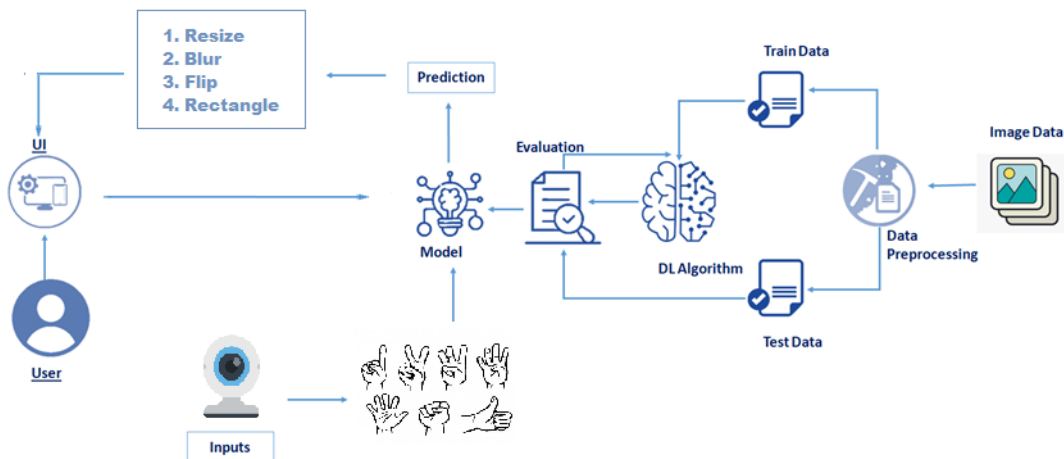 1. Resize
2. Blur
3. Flip
4. Rectangle
Prediction
Train Data
Image Data
UI
Evaluation
Model
DL Algorithm
Data
Preprocessing
Test Data
User
Inputs